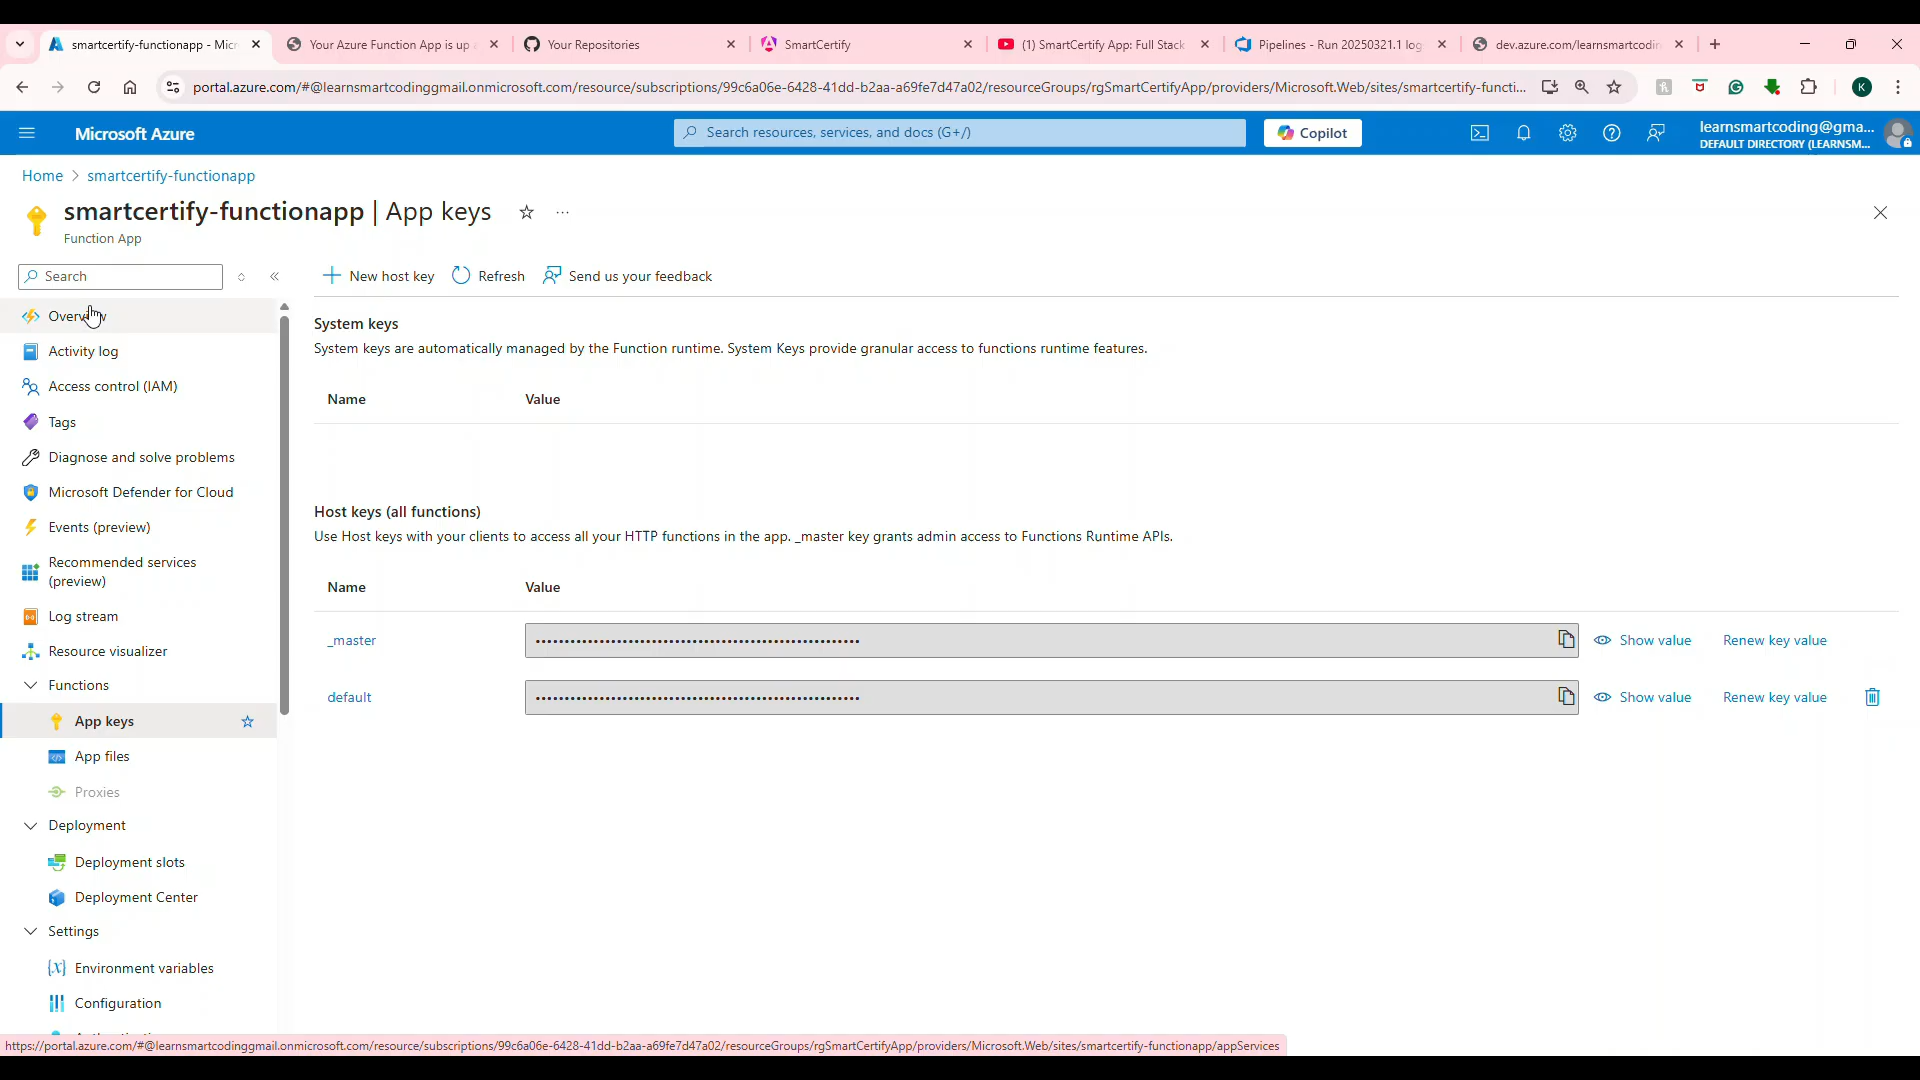 smartcertify-functionapp - Micr
Your Azure Function App is up
Your Repositories
SmartCertify
(1) SmartCertify App: Full Stack
Pipelines - Run 20250321.1 log
dev.azure.com/learnsmartcodin
portal.azure.com/#@learnsmartcodinggmail.onmicrosoft.com/resource/subscriptions/99c6a06e-6428-41dd-b2aa-a69fe7d47a02/resourceGroups/rgSmartCertifyApp/providers/Microsoft.Web/sites/smartcertify-functi...
K
Microsoft Azure
Search resources, services, and docs (G+/)
Copilot
learnsmartcoding@gma...
DEFAULT DIRECTORY (LEARNSM...
Home > smartcertify-functionapp
smartcertify-functionapp | App keys
Function App
Search
New host key
Refresh
Send us your feedback
Overview
Activity log
Access control (IAM)
Tags
Diagnose and solve problems
Microsoft Defender for Cloud
Events (preview)
Recommended services
(preview)
Log stream
Resource visualizer
Functions
App keys
App files
Proxies
Deployment
Deployment slots
Deployment Center
Settings
Environment variables
Configuration
System keys
System keys are automatically managed by the Function runtime. System Keys provide granular access to functions runtime features.
Name Value
Host keys (all functions)
Use Host keys with your clients to access all your HTTP functions in the app. _master key grants admin access to Functions Runtime APIs.
Name Value
_master Show value Renew key value
default Show value Renew key value
https://portal.azure.com/#@learnsmartcodinggmail.onmicrosoft.com/resource/subscriptions/99c6a06e-6428-41dd-b2aa-a69fe7d47a02/resourceGroups/rgSmartCertifyApp/providers/Microsoft.Web/sites/smartcertify-functionapp/appServices